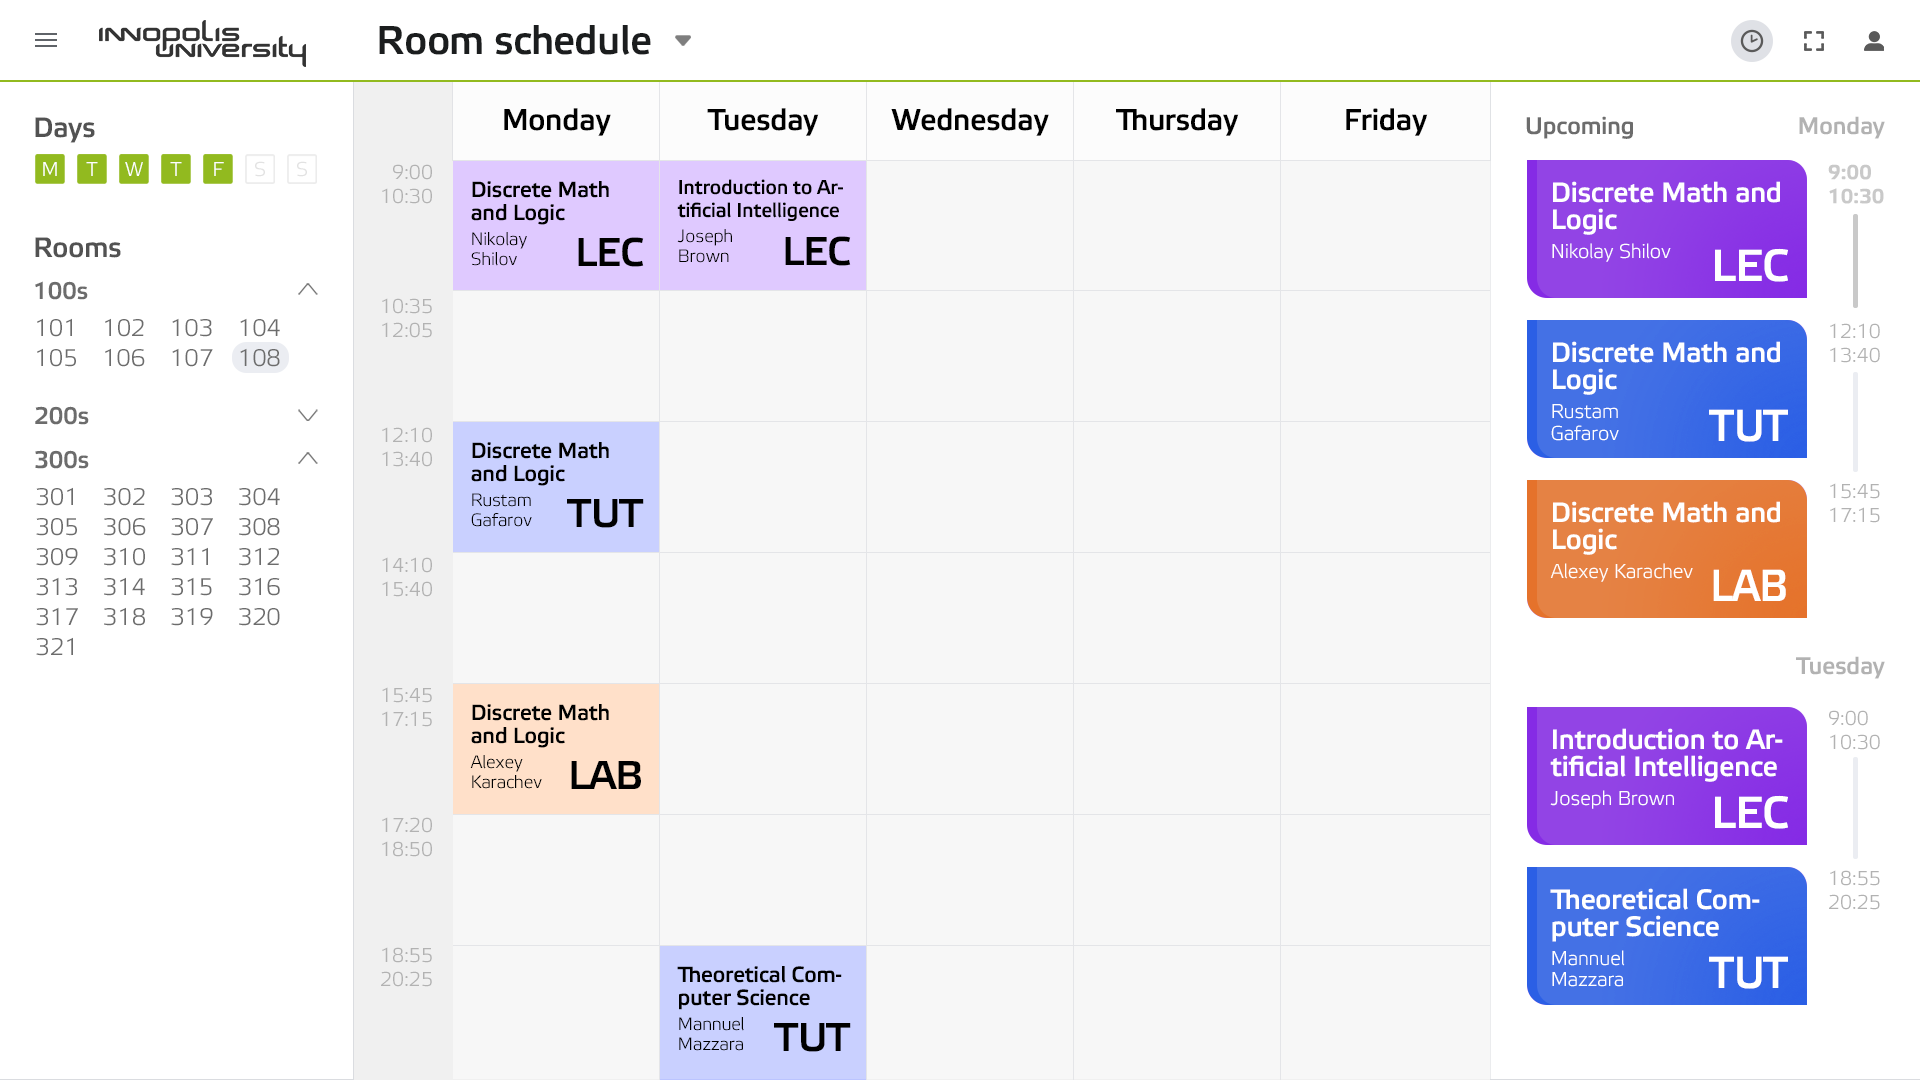 INNOPOLIS
UNIVERSITY
Room schedule
Days
M T W T F S S
Rooms
100s
101 102 103 104
105 106 107 108
200s
300s
301 302 303 304
305 306 307 308
309 310 311 312
313 314 315 316
317 318 319 320
321
Monday Tuesday Wednesday Thursday Friday
9:00
10:30
Discrete Math
and Logic
Nikolay
Shilov
LEC
Introduction to Ar-
tificial Intelligence
Joseph
Brown
LEC
10:35
12:05
12:10
13:40
Discrete Math
and Logic
Rustam
Gafarov
TUT
14:10
15:40
15:45
17:15
Discrete Math
and Logic
Alexey
Karachev
LAB
17:20
18:50
18:55
20:25
Theoretical Com-
puter Science
Mannuel
Mazzara
TUT
Upcoming Monday
Discrete Math and
Logic
Nikolay Shilov
LEC
9:00
10:30
Discrete Math and
Logic
Rustam
Gafarov
TUT
12:10
13:40
Discrete Math and
Logic
Alexey Karachev
LAB
15:45
17:15
Tuesday
Introduction to Ar-
tificial Intelligence
Joseph Brown
LEC
9:00
10:30
Theoretical Com-
puter Science
Mannuel
Mazzara
TUT
18:55
20:25